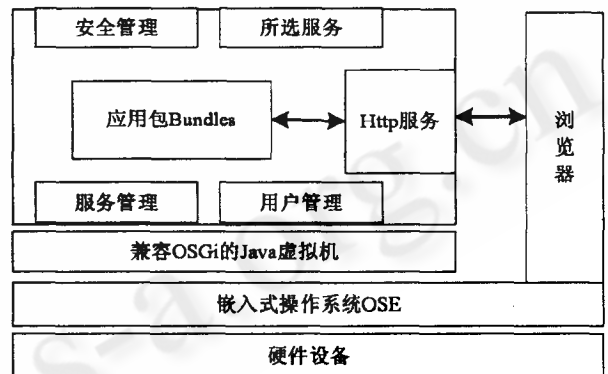 安全管理
所选服务
应用包Bundles
Http服务
浏览器
服务管理
用户管理
兼容OSGi的Java虚拟机
嵌入式操作系统OSE
硬件设备
s-a.org.cn